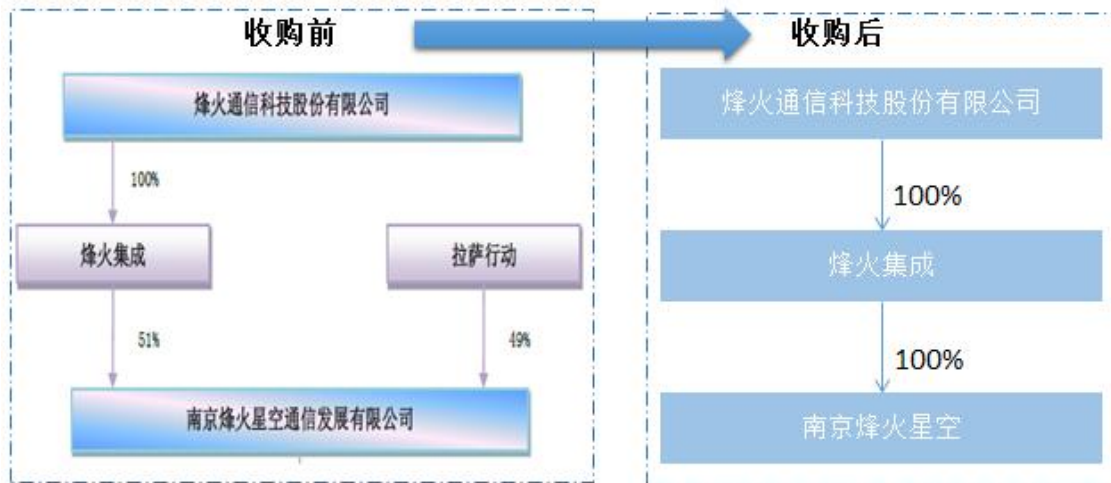 收购前
烽火通信科技股份有限公司
100%
烽火集成
拉萨行动
51%
49%
南京烽火星空通信发展有限公司
收购后
烽火通信科技股份有限公司
100%
烽火集成
100%
南京烽火星空